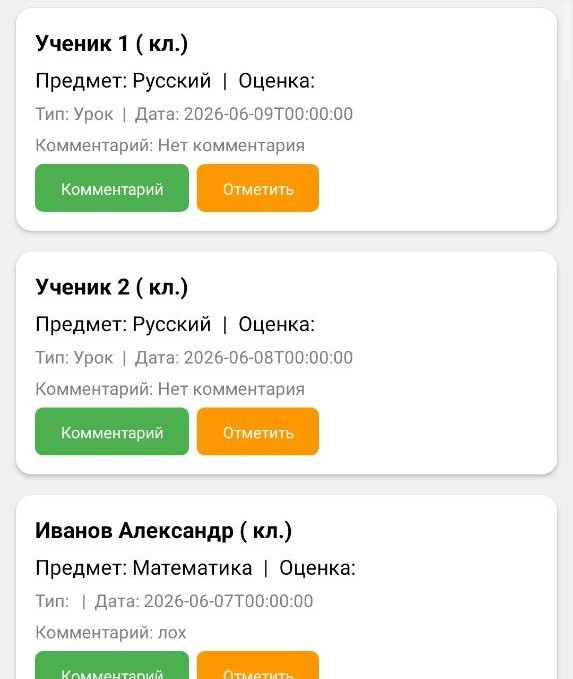 Ученик 1 ( кл.)
Предмет: Русский | Оценка:
Тип: Урок | Дата: 2026-06-09T00:00:00
Комментарий: Нет комментария
Комментарий Отметить
Ученик 2 ( кл.)
Предмет: Русский | Оценка:
Тип: Урок | Дата: 2026-06-08T00:00:00
Комментарий: Нет комментария
Комментарий Отметить
Иванов Александр ( кл.)
Предмет: Математика | Оценка:
Тип: | Дата: 2026-06-07T00:00:00
Комментарий: лох
Комментарий Отметить